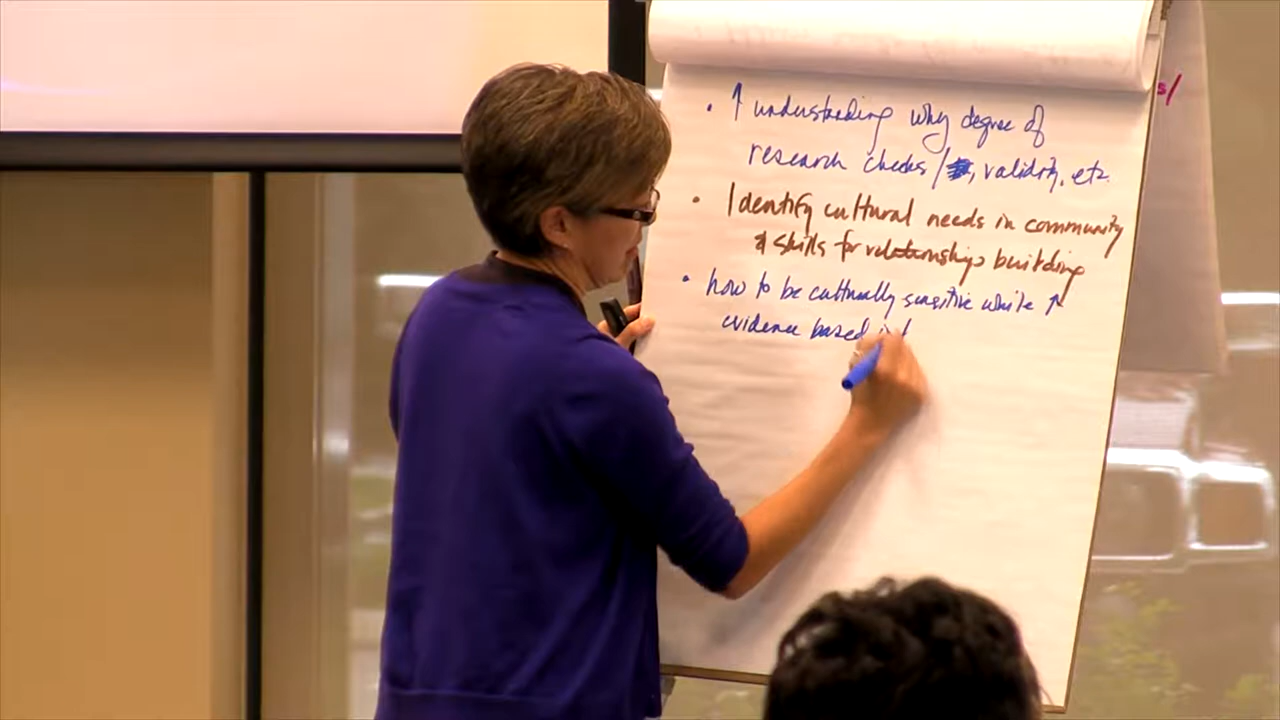 • ↑ understanding why degree of
research checks/, validity, etc.
• Identify cultural needs in community
& skills for relationships building
• how to be culturally sensitive while ↑
evidence based
s/